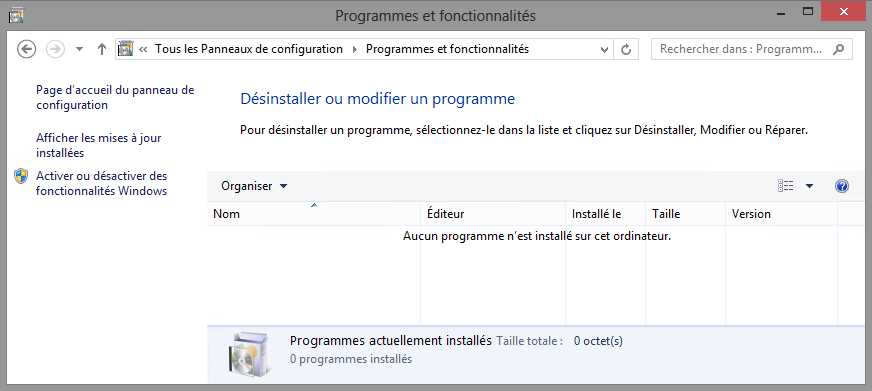 Programmes et fonctionnalités
« Tous les Panneaux de configuration Programmes et fonctionnalités
Rechercher dans : Programm...
Page d'accueil du panneau de
configuration
Afficher les mises à jour
installées
Activer ou désactiver des
fonctionnalités Windows
Désinstaller ou modifier un programme
Pour désinstaller un programme, sélectionnez-le dans la liste et cliquez sur Désinstaller, Modifier ou Réparer.
Organiser
Nom Éditeur Installé le Taille Version
Aucun programme n'est installé sur cet ordinateur.
Programmes actuellement installés Taille totale : 0 octet(s)
0 programmes installés